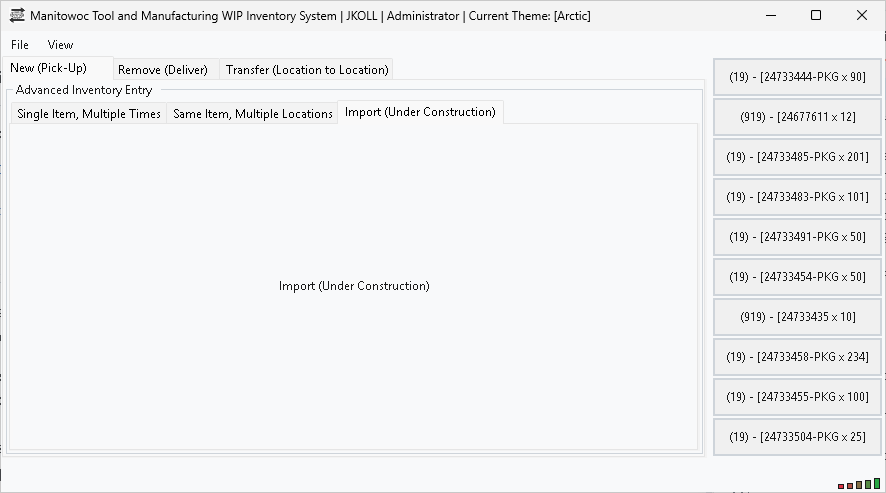 Manitowoc Tool and Manufacturing WIP Inventory System | JKOLL | Administrator | Current Theme: [Arctic]
File View
New (Pick-Up) Remove (Deliver) Transfer (Location to Location)
Advanced Inventory Entry
Single Item, Multiple Times Same Item, Multiple Locations Import (Under Construction)
Import (Under Construction)
(19) - [24733444-PKG x 90]
(919) - [24677611 x 12]
(19) - [24733485-PKG x 201]
(19) - [24733483-PKG x 101]
(19) - [24733491-PKG x 50]
(19) - [24733454-PKG x 50]
(919) - [24733435 x 10]
(19) - [24733458-PKG x 234]
(19) - [24733455-PKG x 100]
(19) - [24733504-PKG x 25]